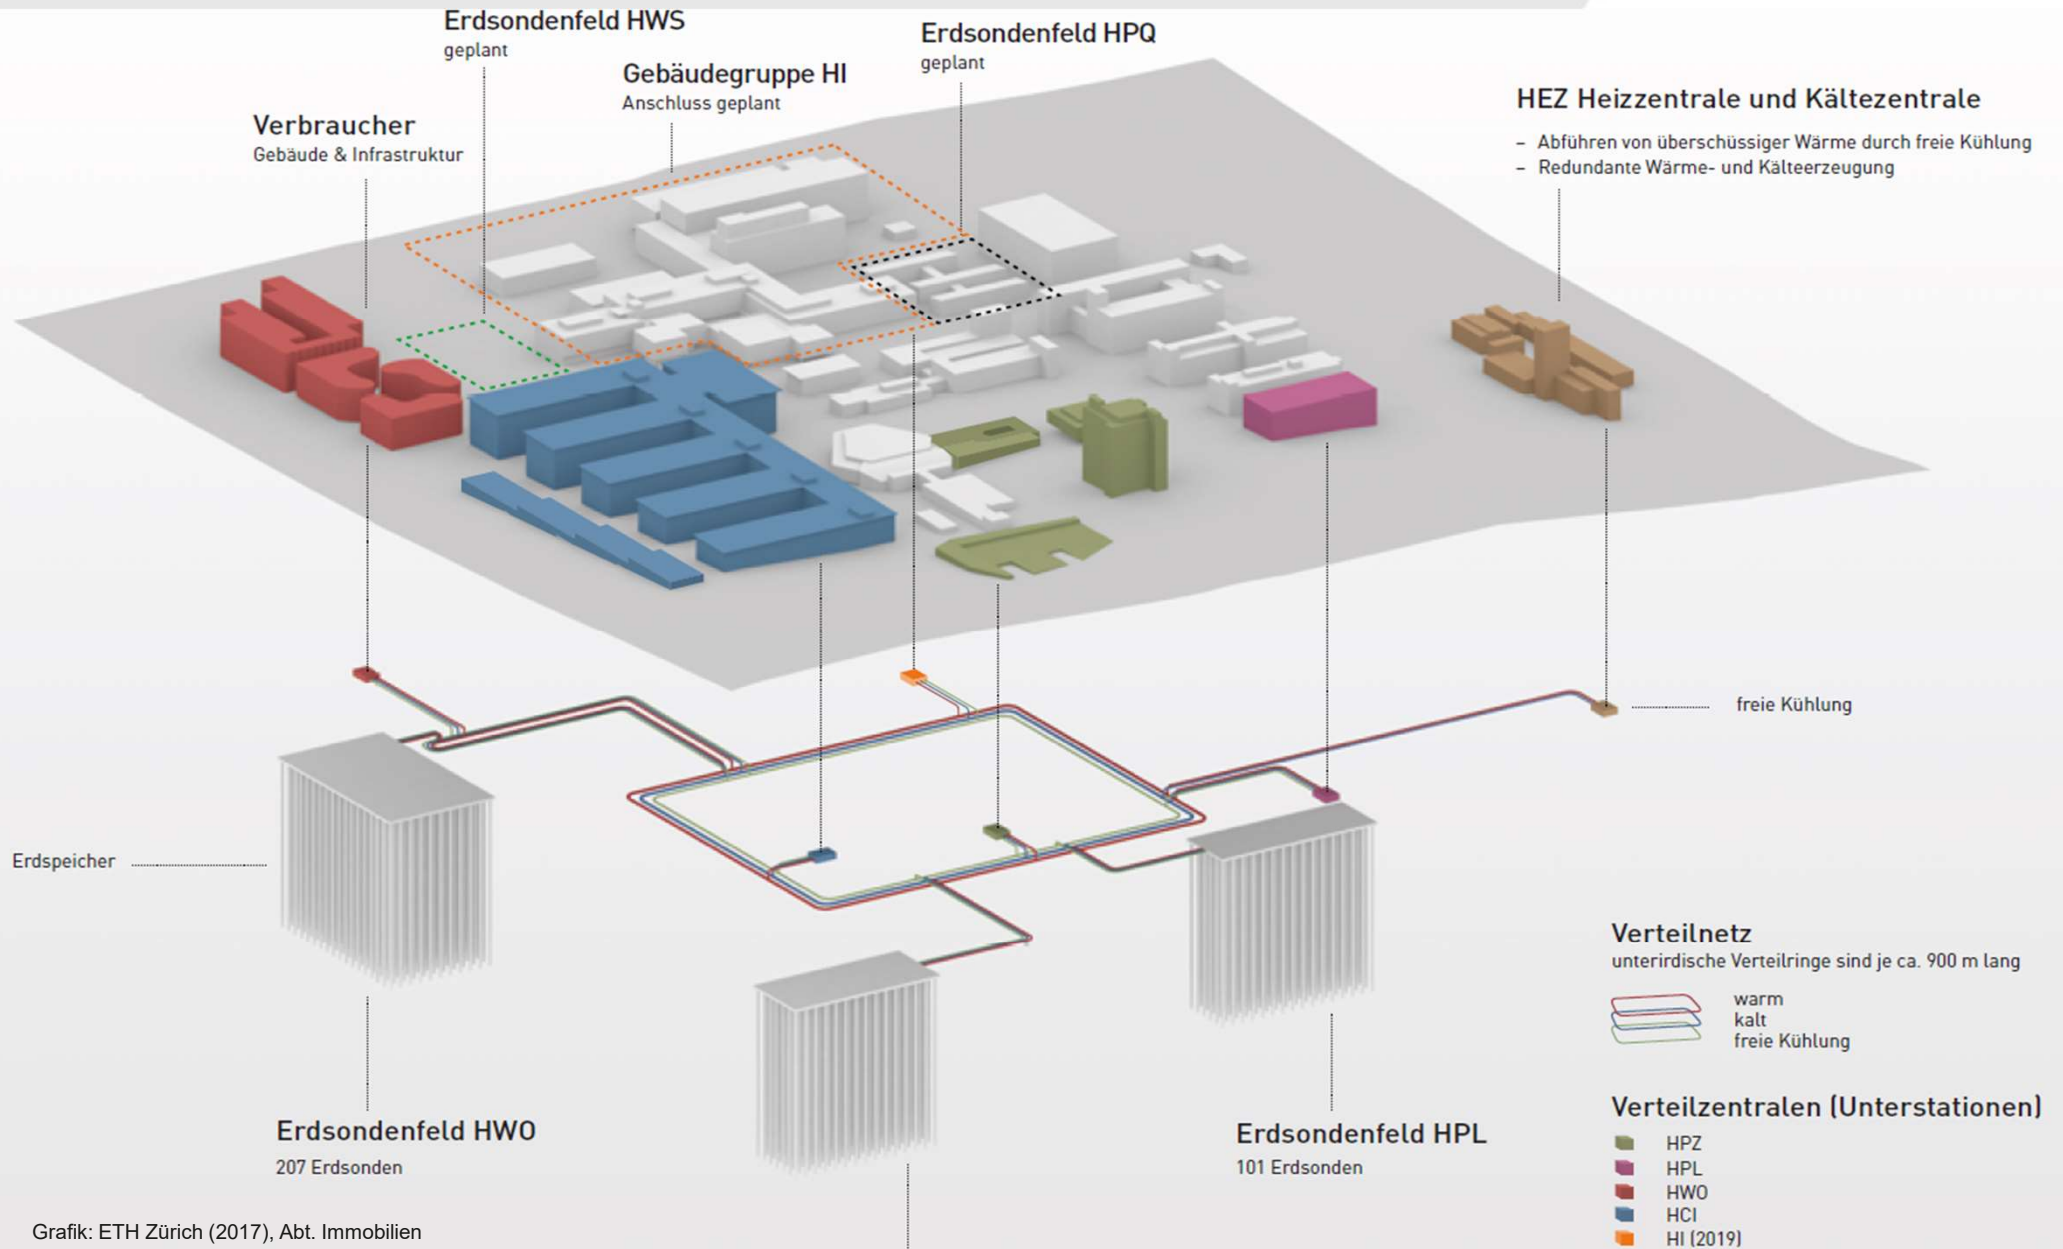 Erdsondenfeld HWS
geplant
Erdsondenfeld HPQ
geplant
Gebäudegruppe HI
Anschluss geplant
HEZ Heizzentrale und Kältezentrale
– Abführen von überschüssiger Wärme durch freie Kühlung
– Redundante Wärme- und Kälteerzeugung
Verbraucher
Gebäude & Infrastruktur
freie Kühlung
Erdspeicher
Verteilnetz
unterirdische Verteilringe sind je ca. 900 m lang
warm
kalt
freie Kühlung
Erdsondenfeld HWO
207 Erdsonden
Erdsondenfeld HPL
101 Erdsonden
Verteilzentralen (Unterstationen)
HPZ
HPL
HWO
HCI
HI (2019)
Grafik: ETH Zürich (2017), Abt. Immobilien